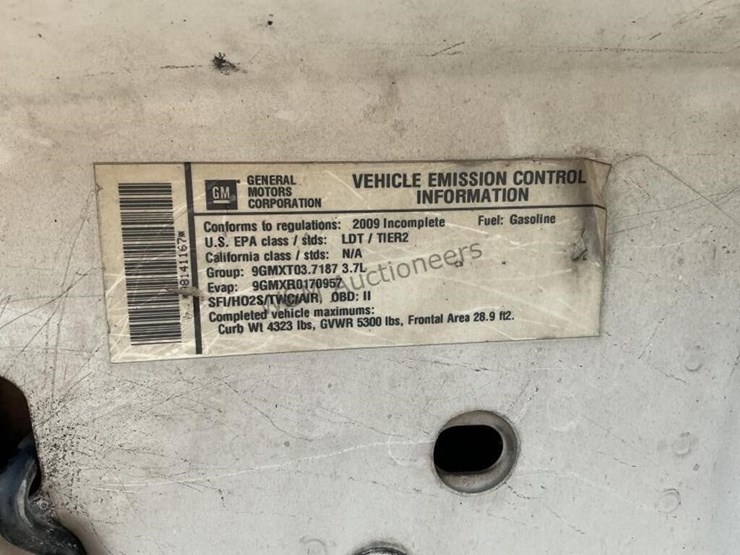 GM
GENERAL
MOTORS
CORPORATION
VEHICLE EMISSION CONTROL
INFORMATION
Conforms to regulations: 2009 Incomplete Fuel: Gasoline
U.S. EPA class / stds: LDT / TIER2
California class / stds: N/A
Group: 9GMXT03.7187 3.7L
Evap: 9GMXR0170957
SFI/HO2S/TWC/AIR, OBD: II
Completed vehicle maximums:
Curb Wt 4323 lbs, GVWR 5300 lbs, Frontal Area 28.9 ft2.
Auctioneers